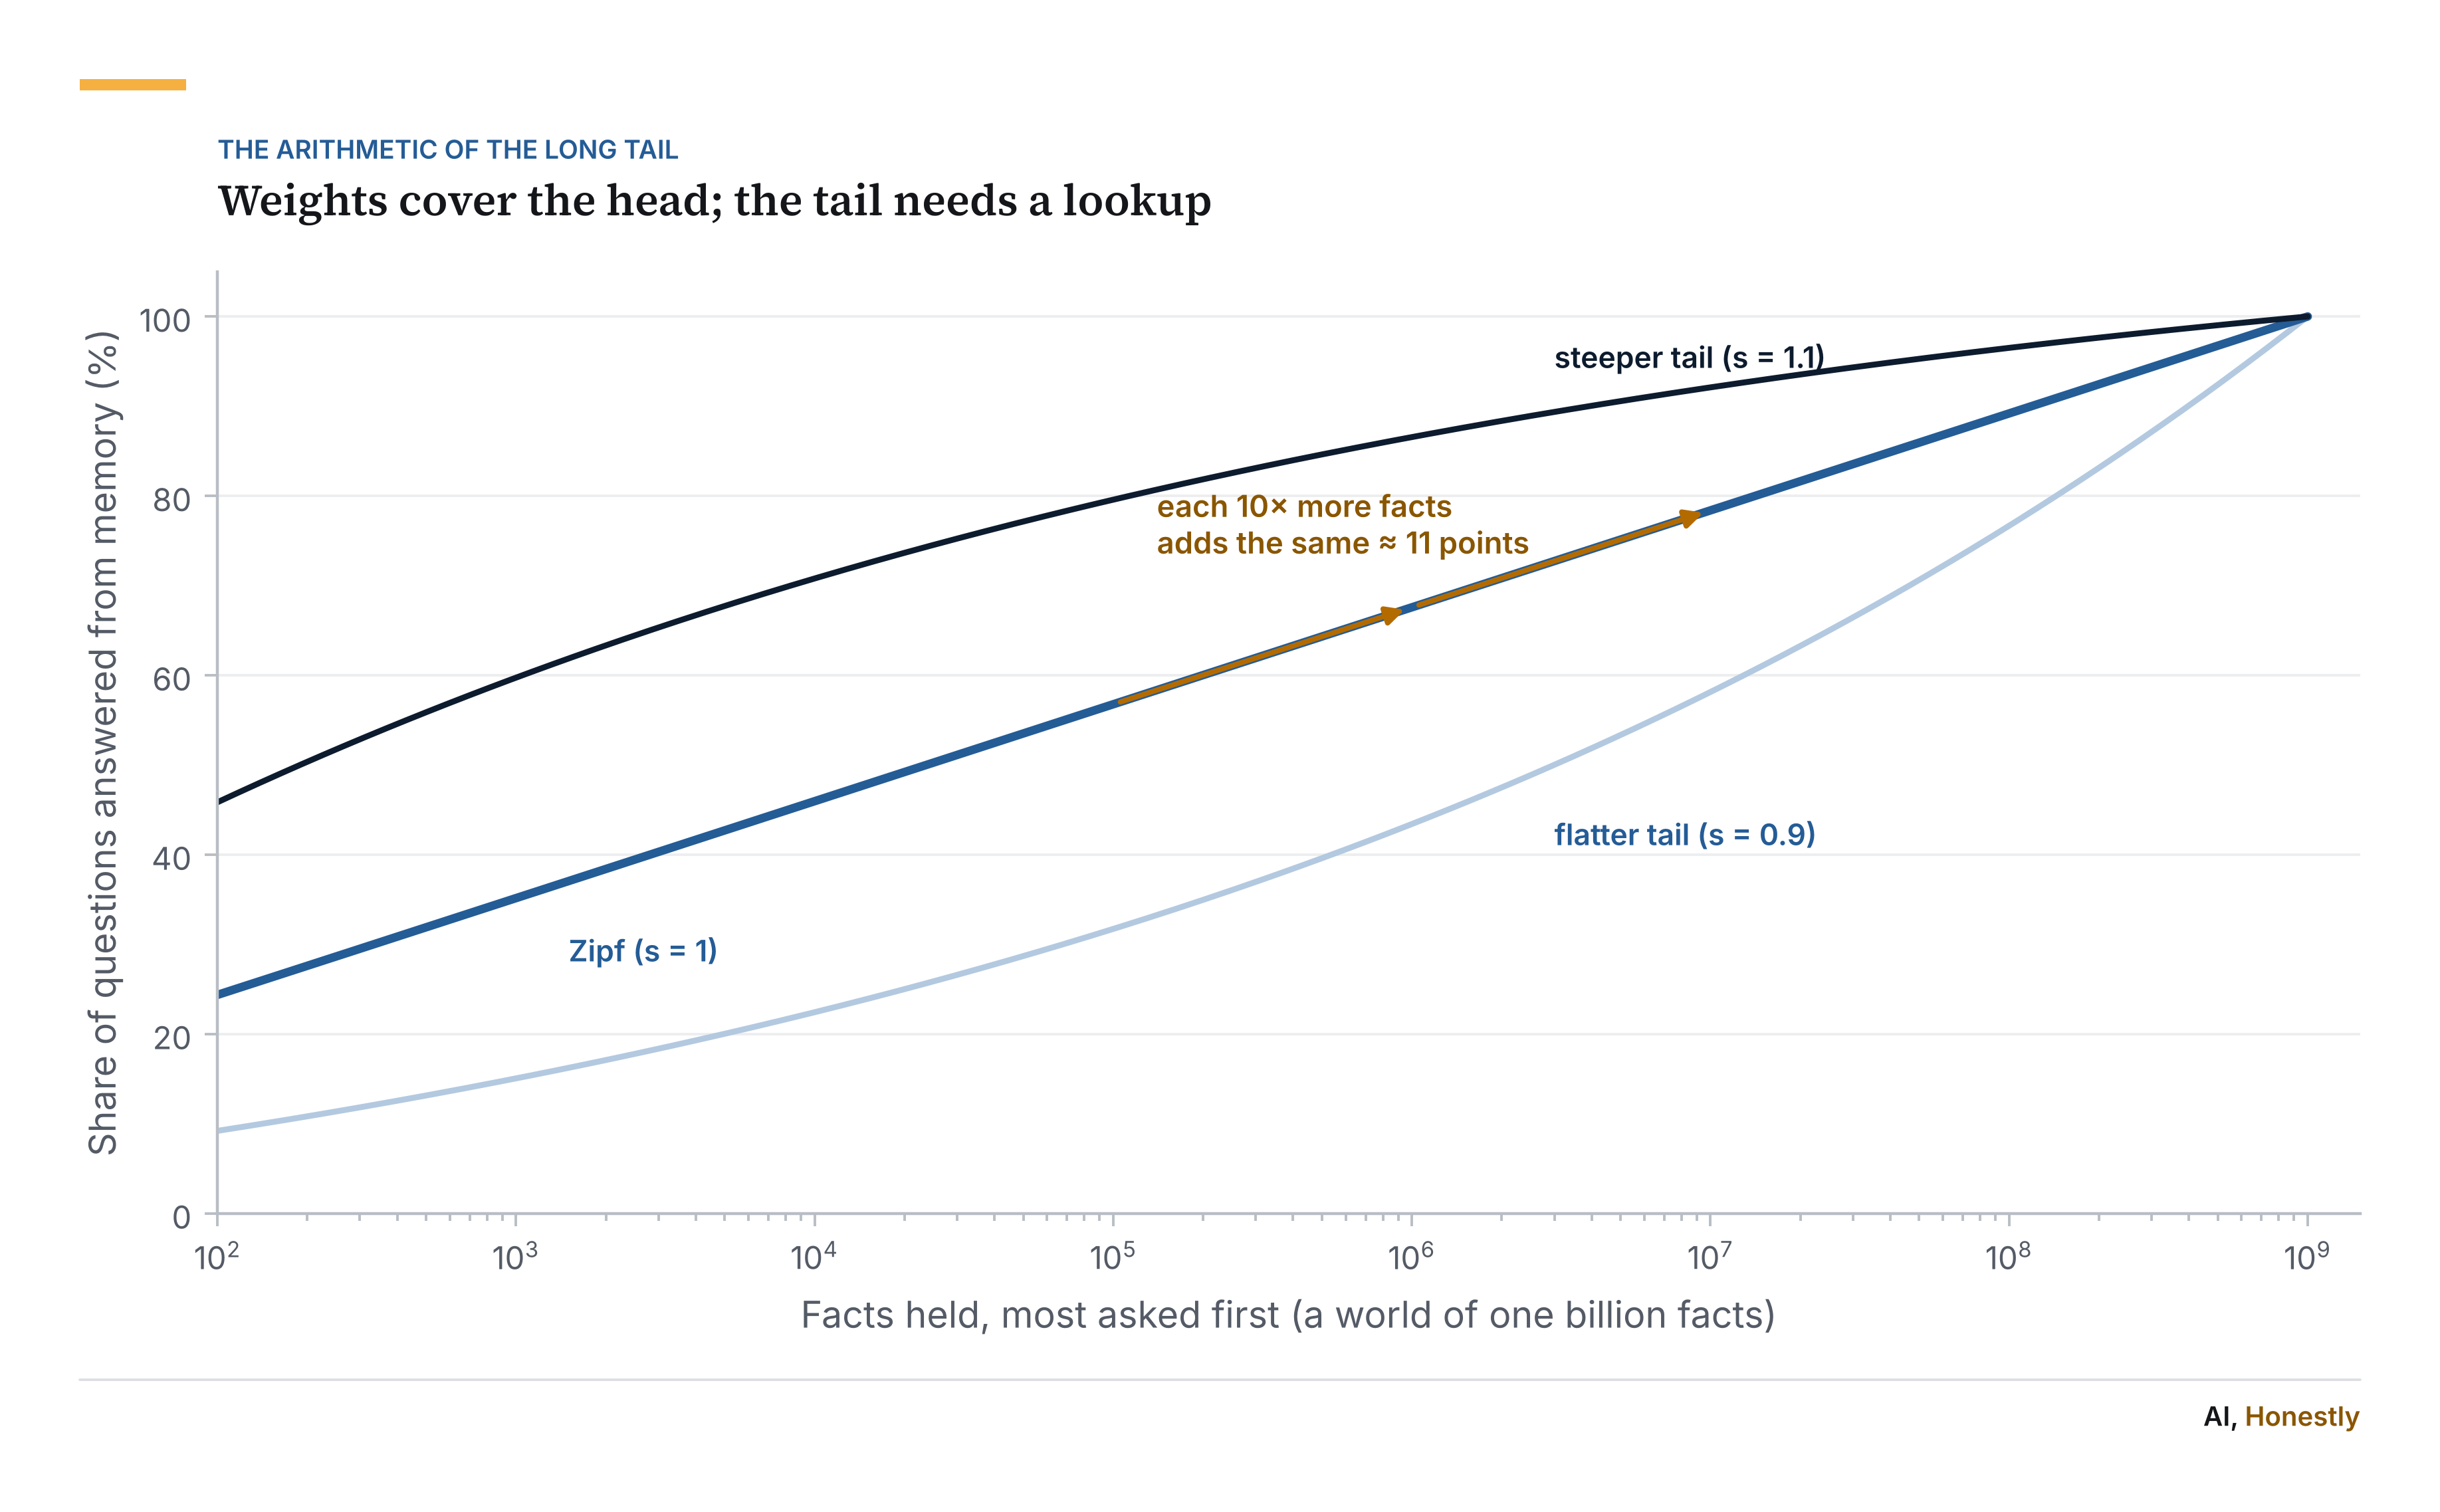 THE ARITHMETIC OF THE LONG TAIL
Weights cover the head; the tail needs a lookup
Share of questions answered from memory (%)
100
80
60
40
20
0
steeper tail (s = 1.1)
each 10× more facts
adds the same ≈ 11 points
flatter tail (s = 0.9)
Zipf (s = 1)
10² 10³ 10⁴ 10⁵ 10⁶ 10⁷ 10⁸ 10⁹
Facts held, most asked first (a world of one billion facts)
AI, Honestly